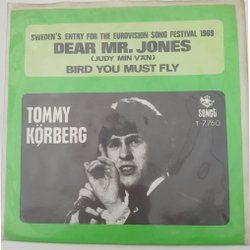 SWEDEN'S ENTRY FOR THE EUROVISION SONG FESTIVAL 1969
DEAR MR. JONES
(JUDY MIN VÄN)
BIRD YOU MUST FLY
TOMMY
KÖRBERG
SONET
T-7760